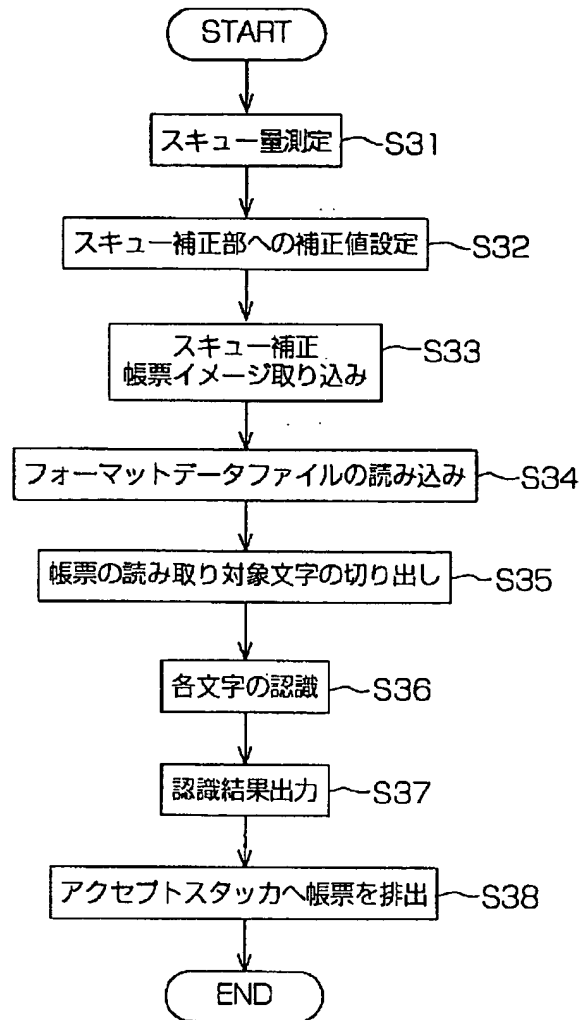 START
スキュー量測定
S31
スキュー補正部への補正値設定
S32
スキュー補正
帳票イメージ取り込み
S33
フォーマットデータファイルの読み込み
S34
帳票の読み取り対象文字の切り出し
S35
各文字の認識
S36
認識結果出力
S37
アクセプトスタッカへ帳票を排出
S38
END